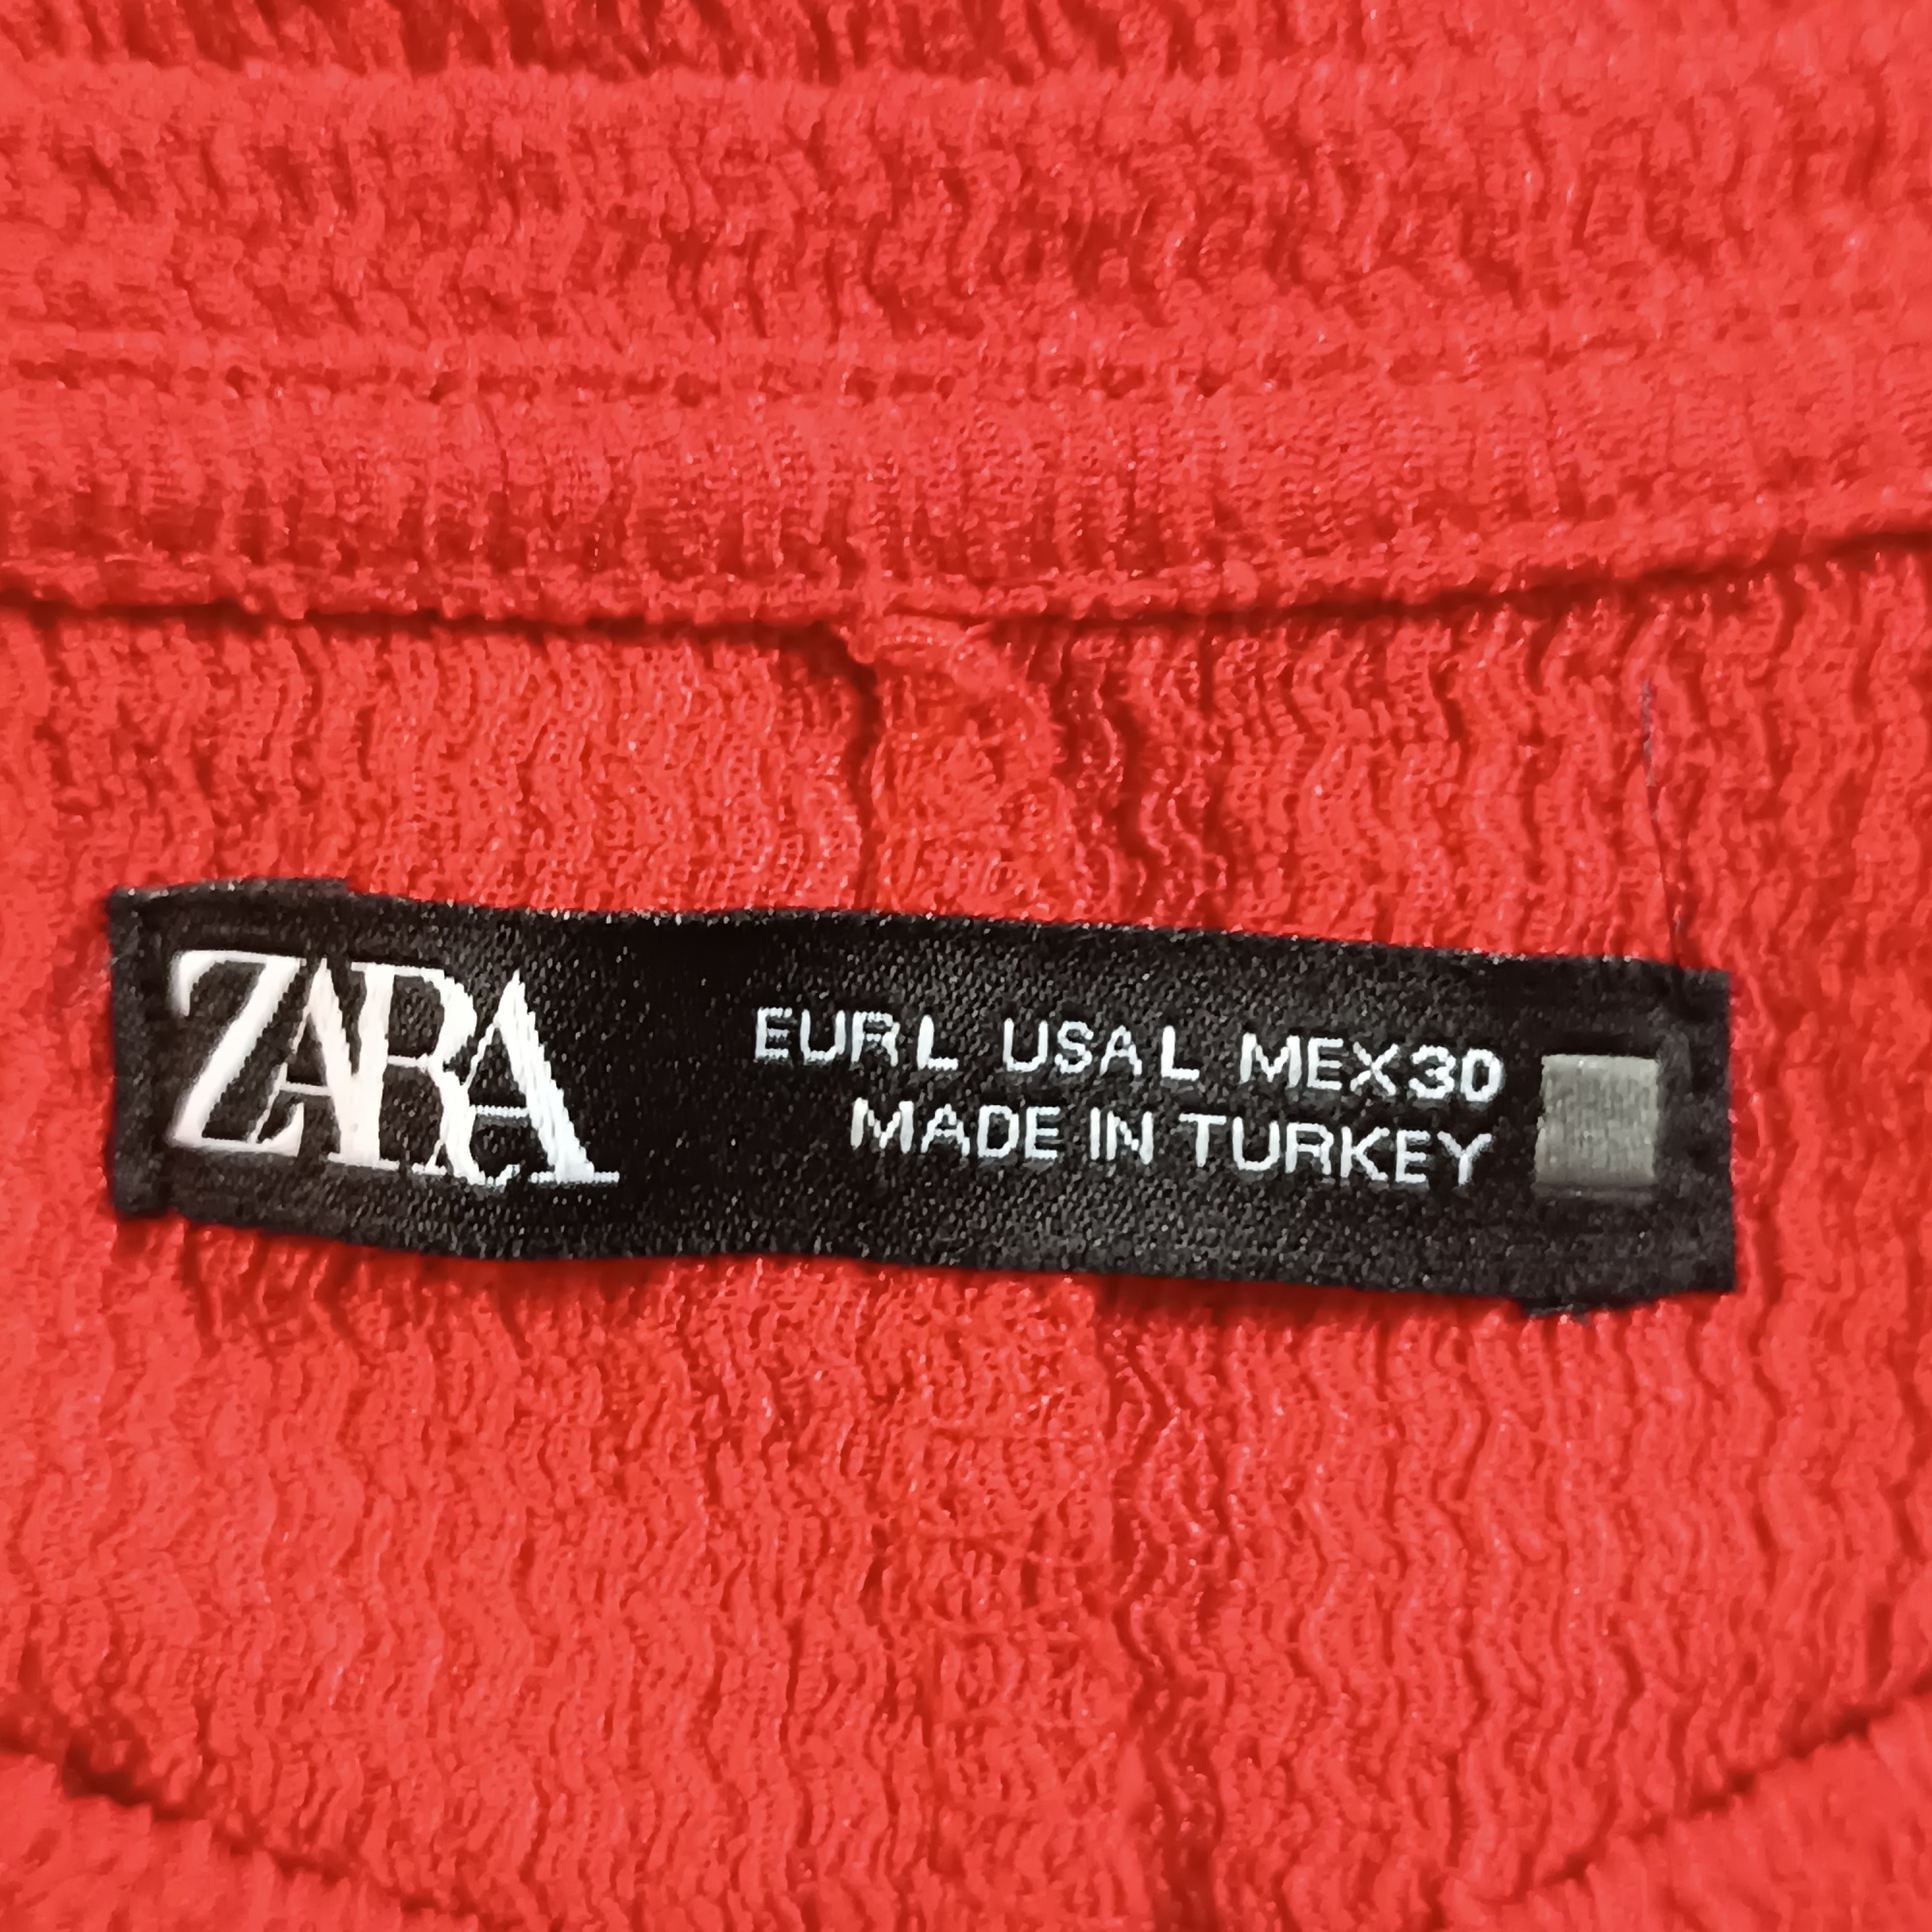 ZARA
EUR L USA L MEX 30
MADE IN TURKEY